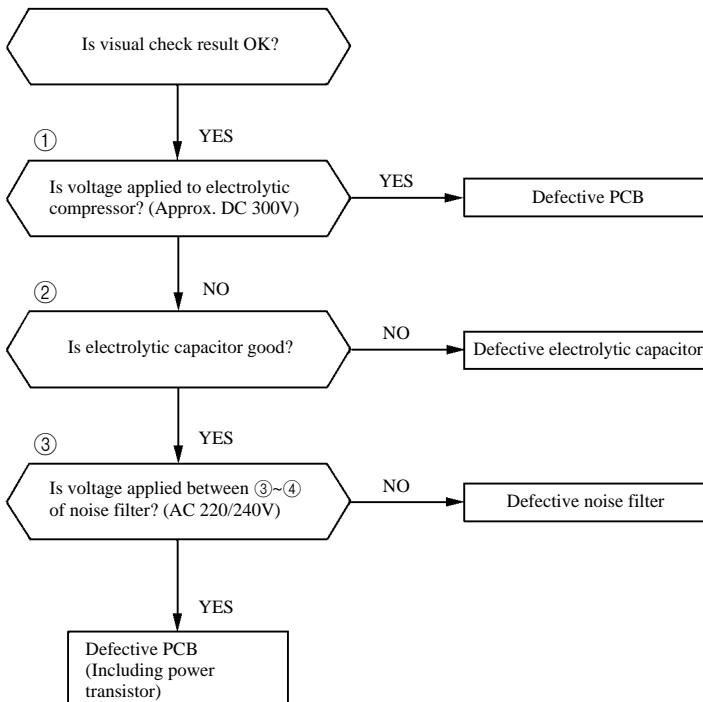 Is visual check result OK?
YES
①
Is voltage applied to electrolytic
compressor? (Approx. DC 300V)
YES
Defective PCB
NO
②
Is electrolytic capacitor good?
NO
Defective electrolytic capacitor
YES
③
Is voltage applied between ③~④
of noise filter? (AC 220/240V)
NO
Defective noise filter
YES
Defective PCB
(Including power
transistor)